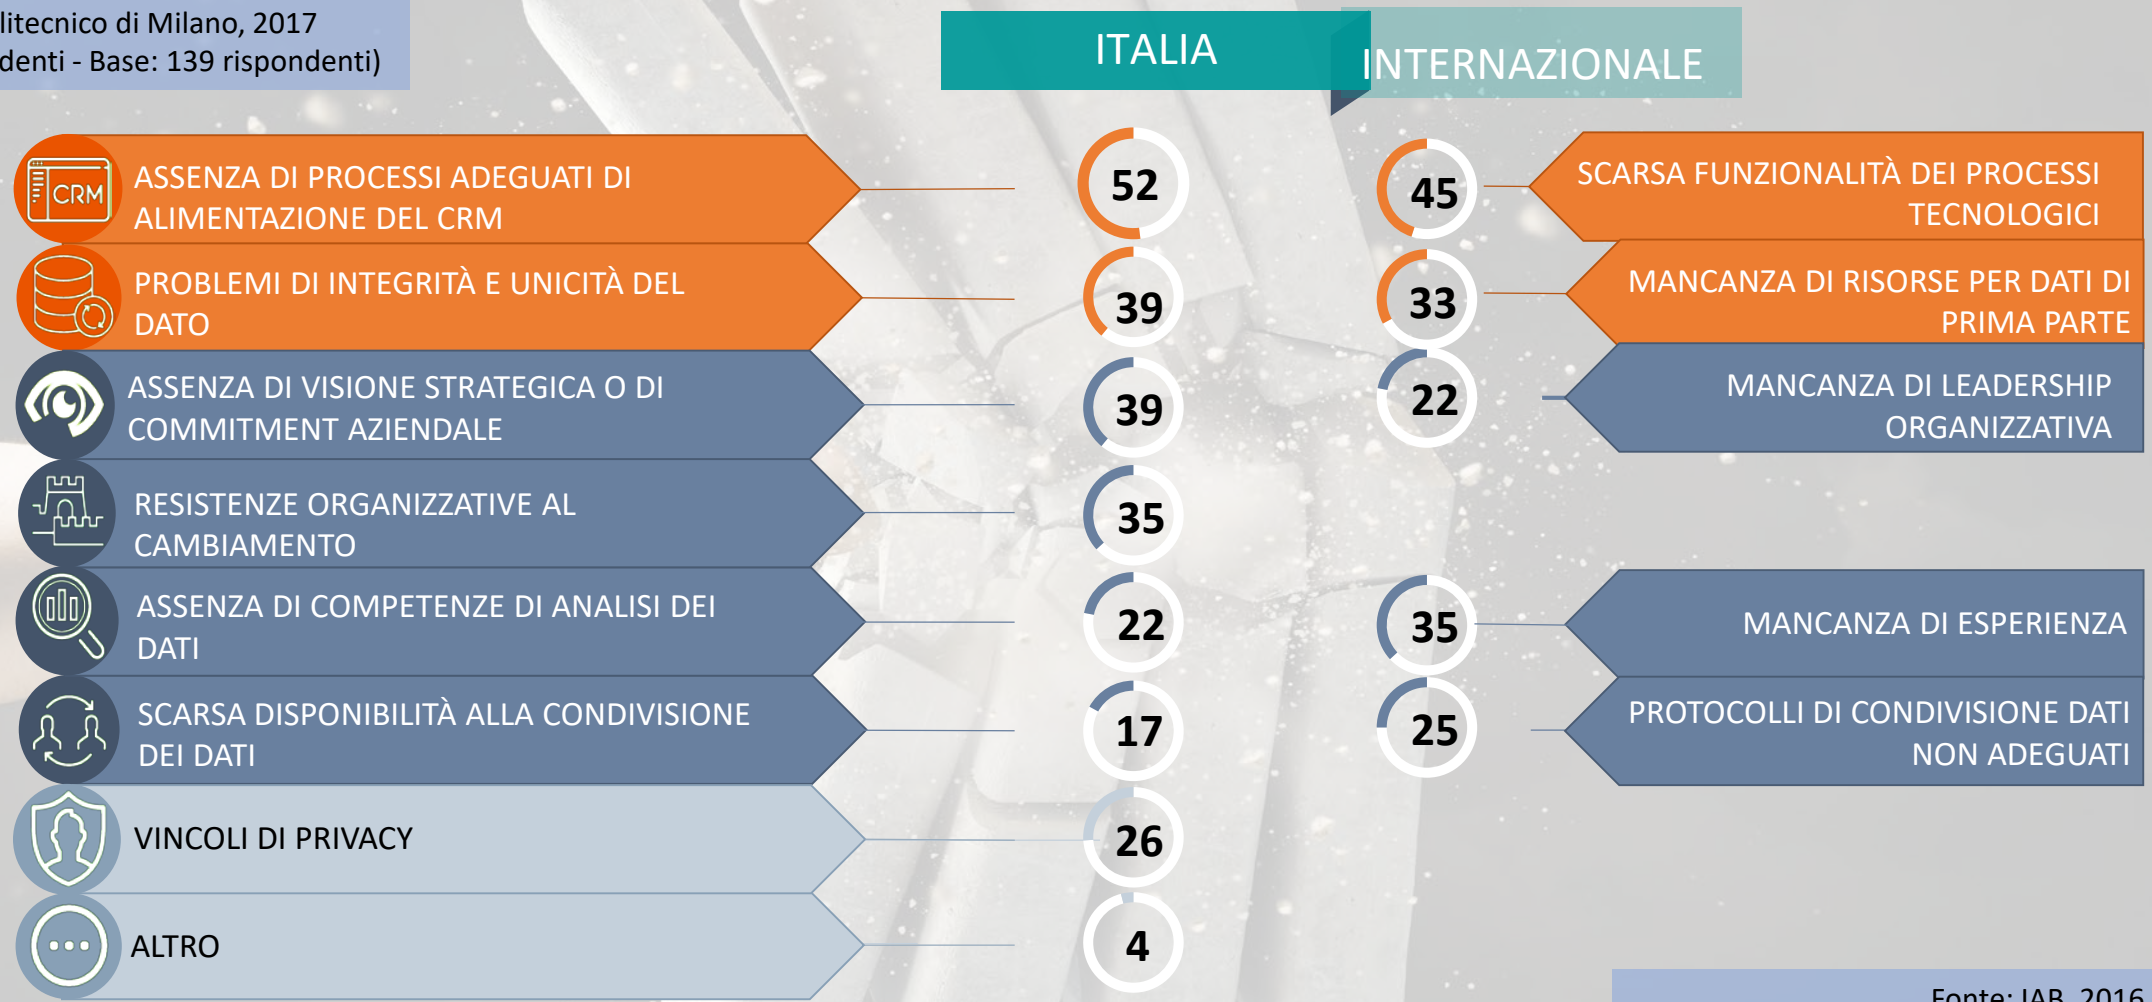 litecnico di Milano, 2017
denti - Base: 139 rispondenti)
ITALIA
INTERNAZIONALE
CRM
ASSENZA DI PROCESSI ADEGUATI DI
ALIMENTAZIONE DEL CRM
52
45
SCARSA FUNZIONALITÀ DEI PROCESSI
TECNOLOGICI
PROBLEMI DI INTEGRITÀ E UNICITÀ DEL
DATO
39
33
MANCANZA DI RISORSE PER DATI DI
PRIMA PARTE
ASSENZA DI VISIONE STRATEGICA O DI
COMMITMENT AZIENDALE
39
22
MANCANZA DI LEADERSHIP
ORGANIZZATIVA
RESISTENZE ORGANIZZATIVE AL
CAMBIAMENTO
35
ASSENZA DI COMPETENZE DI ANALISI DEI
DATI
22
35
MANCANZA DI ESPERIENZA
SCARSA DISPONIBILITÀ ALLA CONDIVISIONE
DEI DATI
17
25
PROTOCOLLI DI CONDIVISIONE DATI
NON ADEGUATI
VINCOLI DI PRIVACY
26
ALTRO
4
Fonte: IAB, 2016